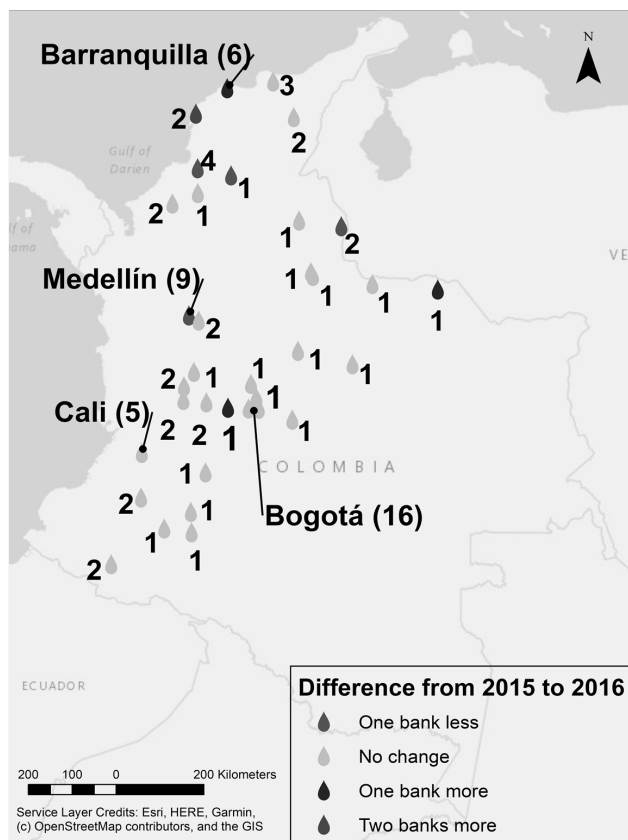 Barranquilla (6)
N
3
2
2
Gulf of
Darien
4
1
2
1
f of
ama
1
2
VE
Medellín (9)
1
1
1
1
2
1
1
1
2
1
1
Cali (5)
2
2
1
1
1
COLOMBIA
2
1
Bogotá (16)
1
1
2
ECUADOR
Difference from 2015 to 2016
One bank less
No change
One bank more
Two banks more
200 100 0 200 Kilometers
Service Layer Credits: Esri, HERE, Garmin,
(c) OpenStreetMap contributors, and the GIS